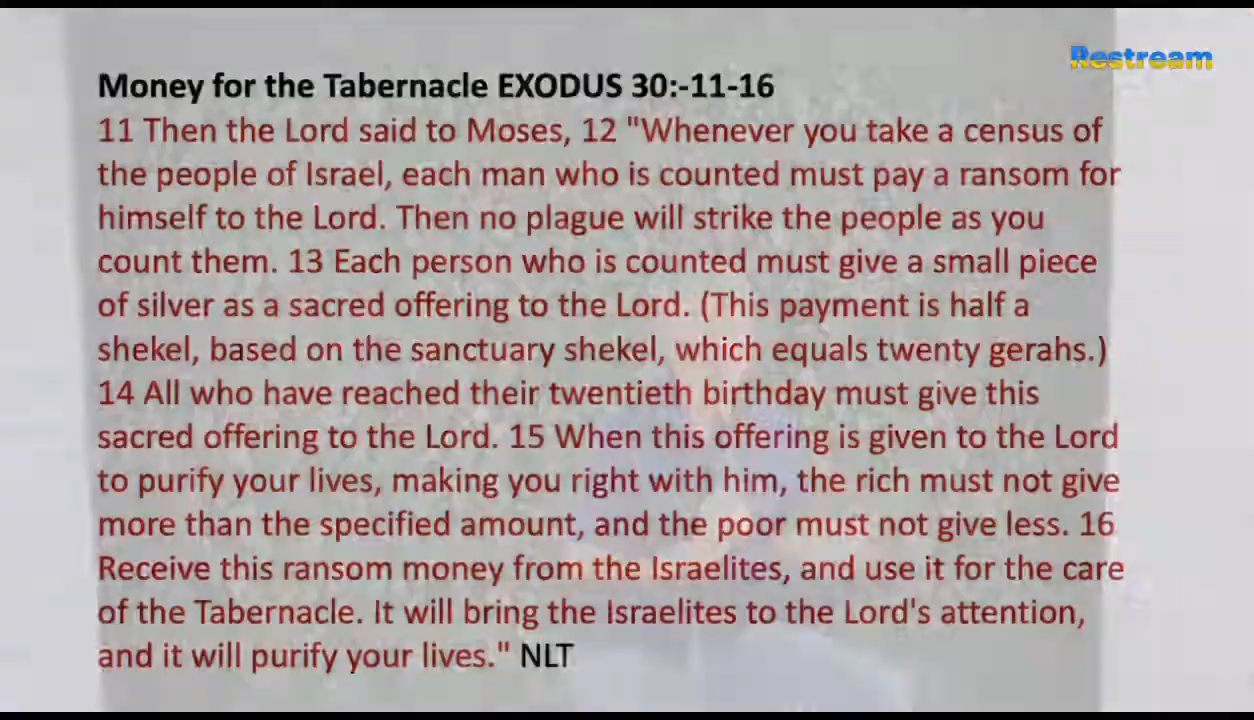 Restream
Money for the Tabernacle EXODUS 30:-11-16
11 Then the Lord said to Moses, 12 "Whenever you take a census of
the people of Israel, each man who is counted must pay a ransom for
himself to the Lord. Then no plague will strike the people as you
count them. 13 Each person who is counted must give a small piece
of silver as a sacred offering to the Lord. (This payment is half a
shekel, based on the sanctuary shekel, which equals twenty gerahs.)
14 All who have reached their twentieth birthday must give this
sacred offering to the Lord. 15 When this offering is given to the Lord
to purify your lives, making you right with him, the rich must not give
more than the specified amount, and the poor must not give less. 16
Receive this ransom money from the Israelites, and use it for the care
of the Tabernacle. It will bring the Israelites to the Lord's attention,
and it will purify your lives." NLT